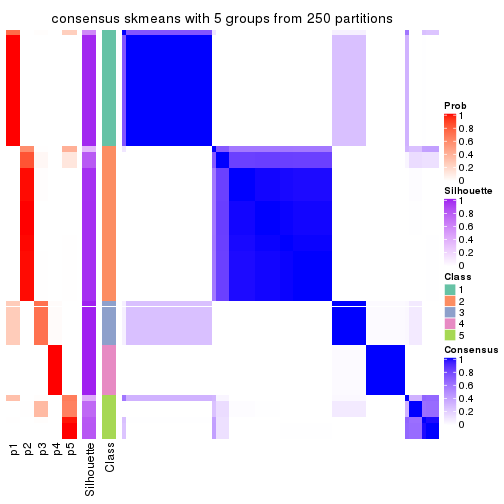 consensus skmeans with 5 groups from 250 partitions
Prob
1
0.8
0.6
0.4
0.2
0
Silhouette
1
0.8
0.6
0.4
0.2
0
Class
1
2
3
4
5
Consensus
1
0.8
0.6
0.4
0.2
0
p1
p2
p3
p4
p5
Silhouette
Class